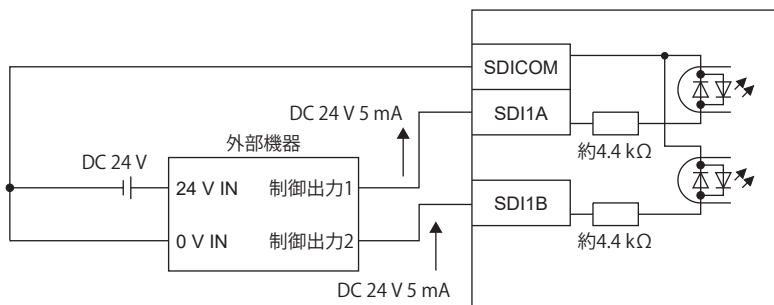 SDICOM
DC 24 V 5 mA
SDI1A
外部機器
約4.4 kΩ
DC 24 V
24 V IN
制御出力1
SDI1B
0 V IN
制御出力2
約4.4 kΩ
DC 24 V 5 mA